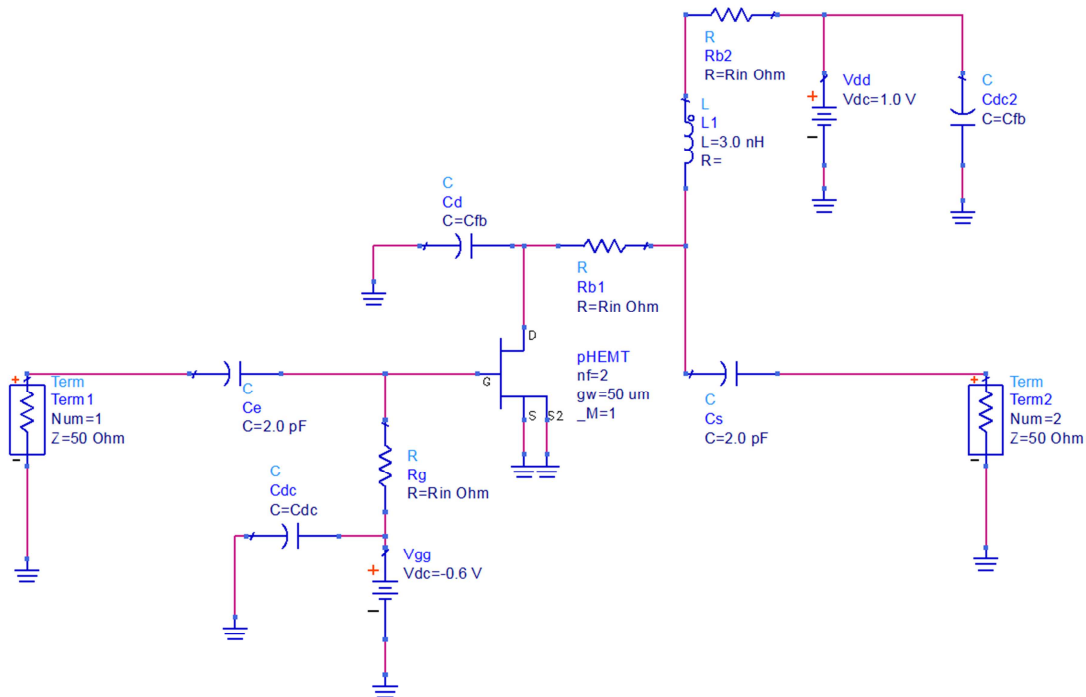 R
Rb2
R=Rin Ohm
L
L1
L=3.0 nH
R=
+
Vdd
Vdc=1.0 V
-
C
Cdc2
C=Cfb
C
Cd
C=Cfb
R
Rb1
R=Rin Ohm
D
G
S
S2
pHEMT
nf=2
gw=50 um
_M=1
+
Term
Term1
Num=1
Z=50 Ohm
-
C
Ce
C=2.0 pF
R
Rg
R=Rin Ohm
C
Cs
C=2.0 pF
+
Term
Term2
Num=2
Z=50 Ohm
-
C
Cdc
C=Cdc
+
Vgg
Vdc=-0.6 V
-